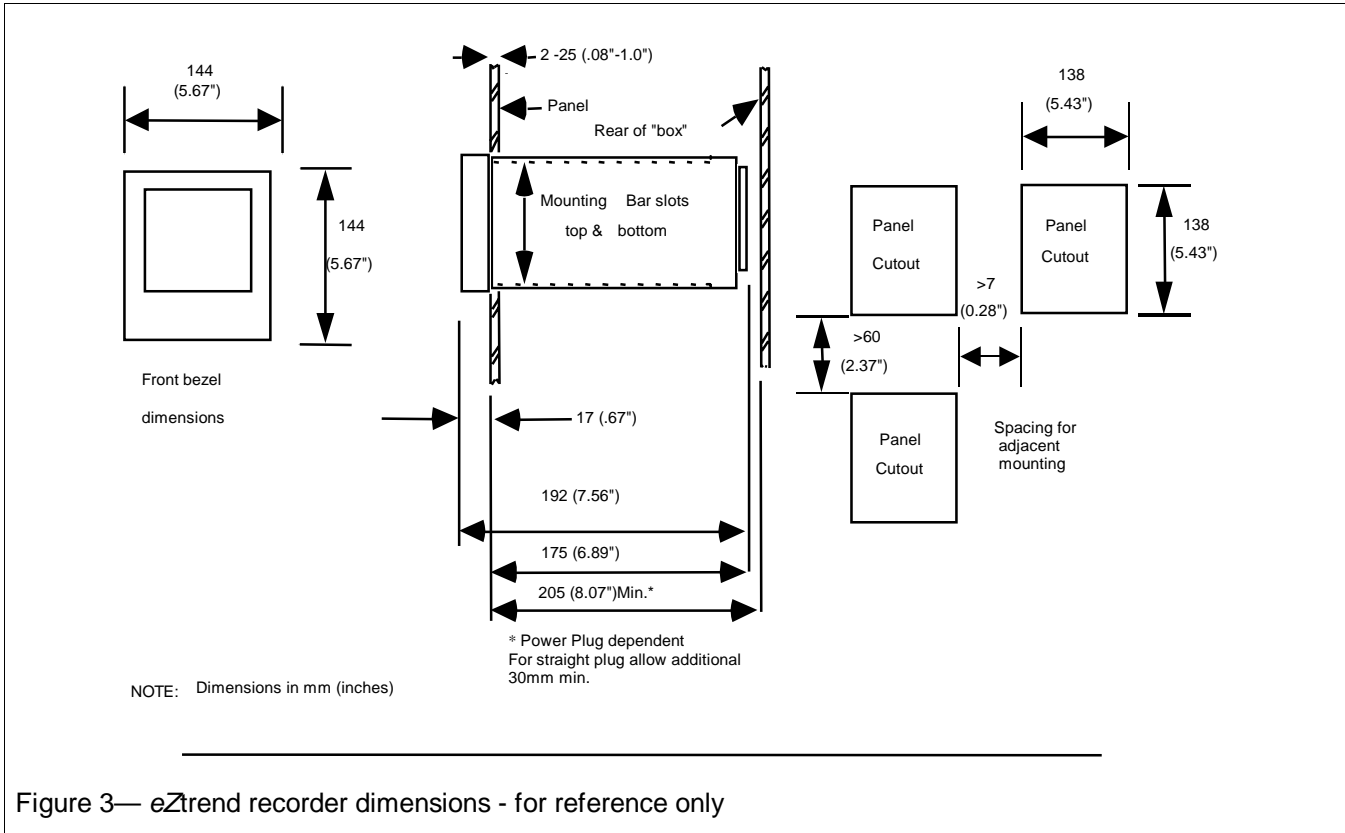 144
(5.67")
144
(5.67")
Front bezel
dimensions
2 -25 (.08"-1.0")
Panel
Rear of "box"
Mounting Bar slots
top & bottom
17 (.67")
192 (7.56")
175 (6.89")
205 (8.07")Min.*
* Power Plug dependent
For straight plug allow additional
30mm min.
138
(5.43")
Panel
Cutout
Panel
Cutout
138
(5.43")
>7
(0.28")
>60
(2.37")
Panel
Cutout
Spacing for
adjacent
mounting
NOTE: Dimensions in mm (inches)
Figure 3— eZtrend recorder dimensions - for reference only